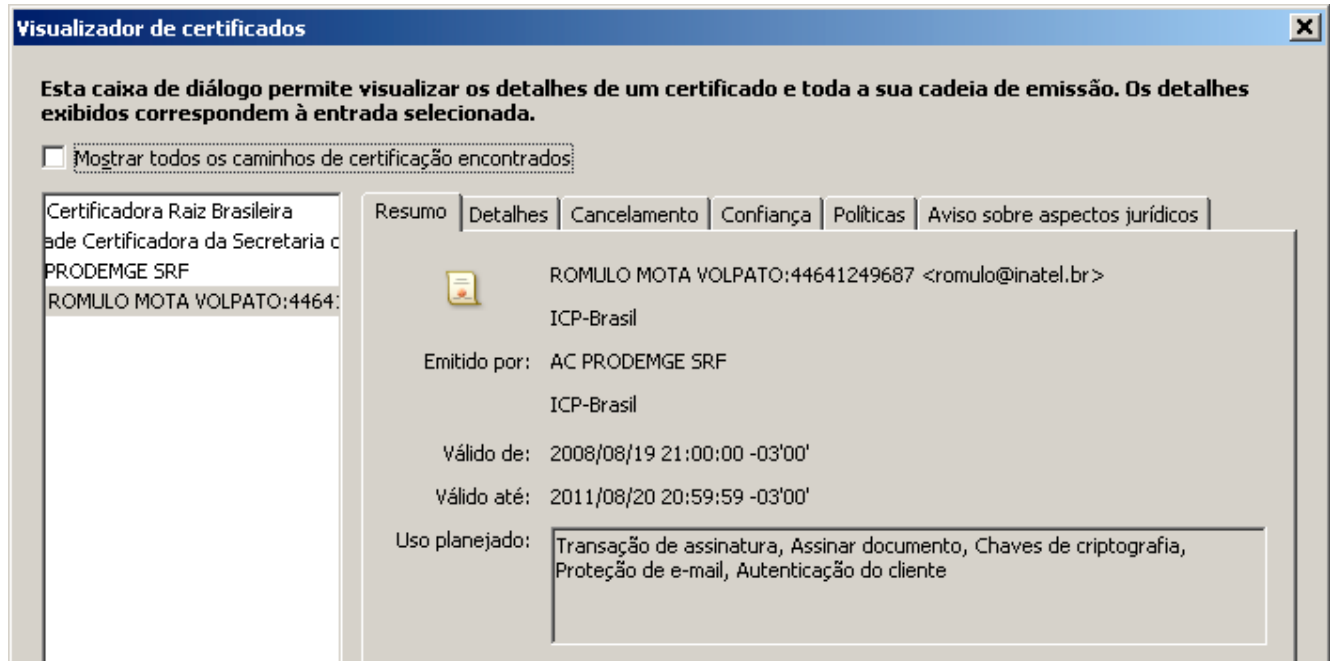 Visualizador de certificados
Esta caixa de diálogo permite visualizar os detalhes de um certificado e toda a sua cadeia de emissão. Os detalhes
exibidos correspondem à entrada selecionada.
Mostrar todos os caminhos de certificação encontrados
Certificadora Raiz Brasileira
ade Certificadora da Secretaria d
PRODEMGE SRF
ROMULO MOTA VOLPATO:4464
Resumo Detalhes Cancelamento Confiança Políticas Aviso sobre aspectos jurídicos
ROMULO MOTA VOLPATO:44641249687 <romulo@inatel.br>
ICP-Brasil
Emitido por: AC PRODEMGE SRF
ICP-Brasil
Válido de: 2008/08/19 21:00:00 -03'00'
Válido até: 2011/08/20 20:59:59 -03'00'
Uso planejado: Transação de assinatura, Assinar documento, Chaves de criptografia,
Proteção de e-mail, Autenticação do cliente